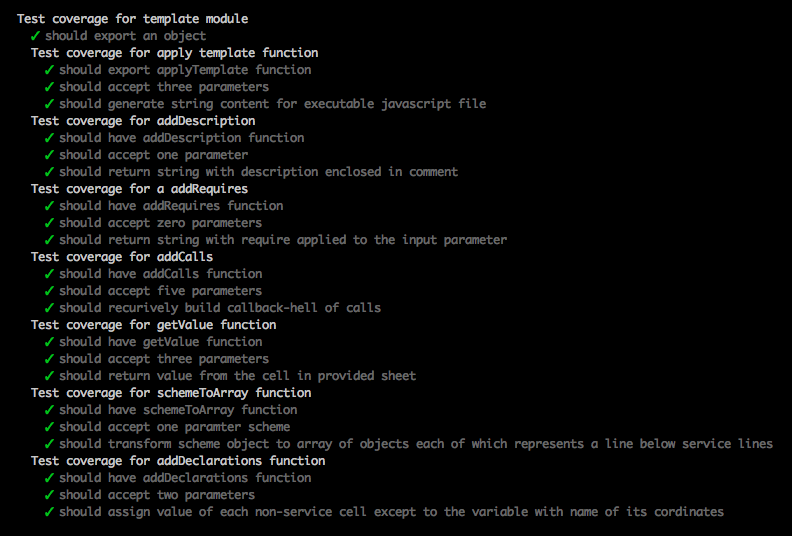 Test coverage for template module
✓ should export an object
Test coverage for apply template function
✓ should export applyTemplate function
✓ should accept three parameters
✓ should generate string content for executable javascript file
Test coverage for addDescription
✓ should have addDescription function
✓ should accept one parameter
✓ should return string with description enclosed in comment
Test coverage for a addRequires
✓ should have addRequires function
✓ should accept zero parameters
✓ should return string with require applied to the input parameter
Test coverage for addCalls
✓ should have addCalls function
✓ should accept five parameters
✓ should recurively build callback-hell of calls
Test coverage for getValue function
✓ should have getValue function
✓ should accept three parameters
✓ should return value from the cell in provided sheet
Test coverage for schemeToArray function
✓ should have schemeToArray function
✓ should accept one paramter scheme
✓ should transform scheme object to array of objects each of which represents a line below service lines
Test coverage for addDeclarations function
✓ should have addDeclarations function
✓ should accept two parameters
✓ should assign value of each non-service cell except to the variable with name of its cordinates